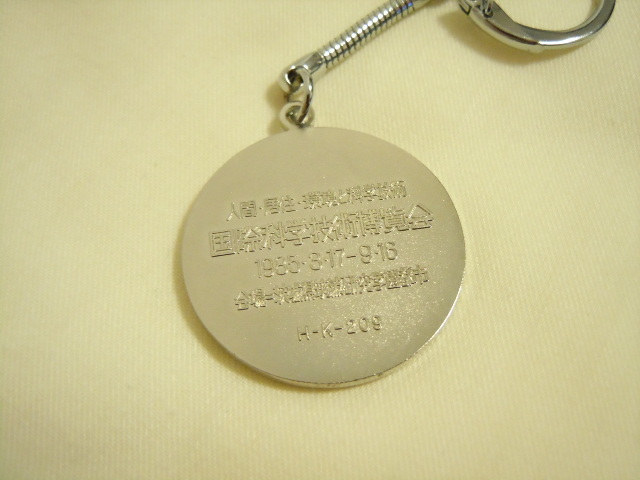 人間・居住・環境と科学技術
国際科学技術博覧会
1985・3・17-9・16
会場=茨城県筑波研究学園都市
H-K-209